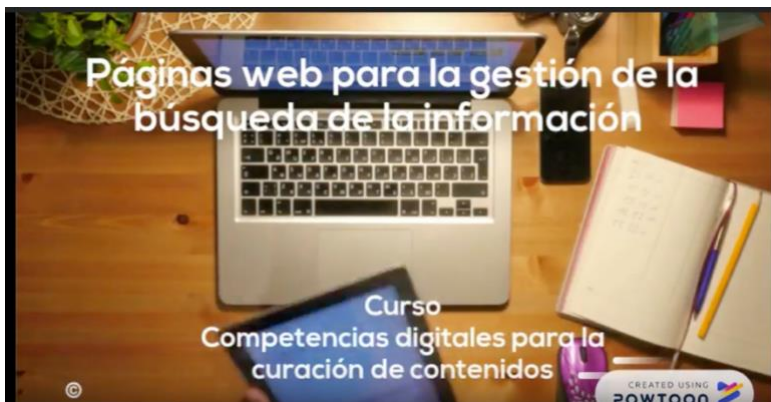 Páginas web para la gestión de la
búsqueda de la información
Curso
Competencias digitales para la
curación de contenidos
©
CREATED USING
POWTOON